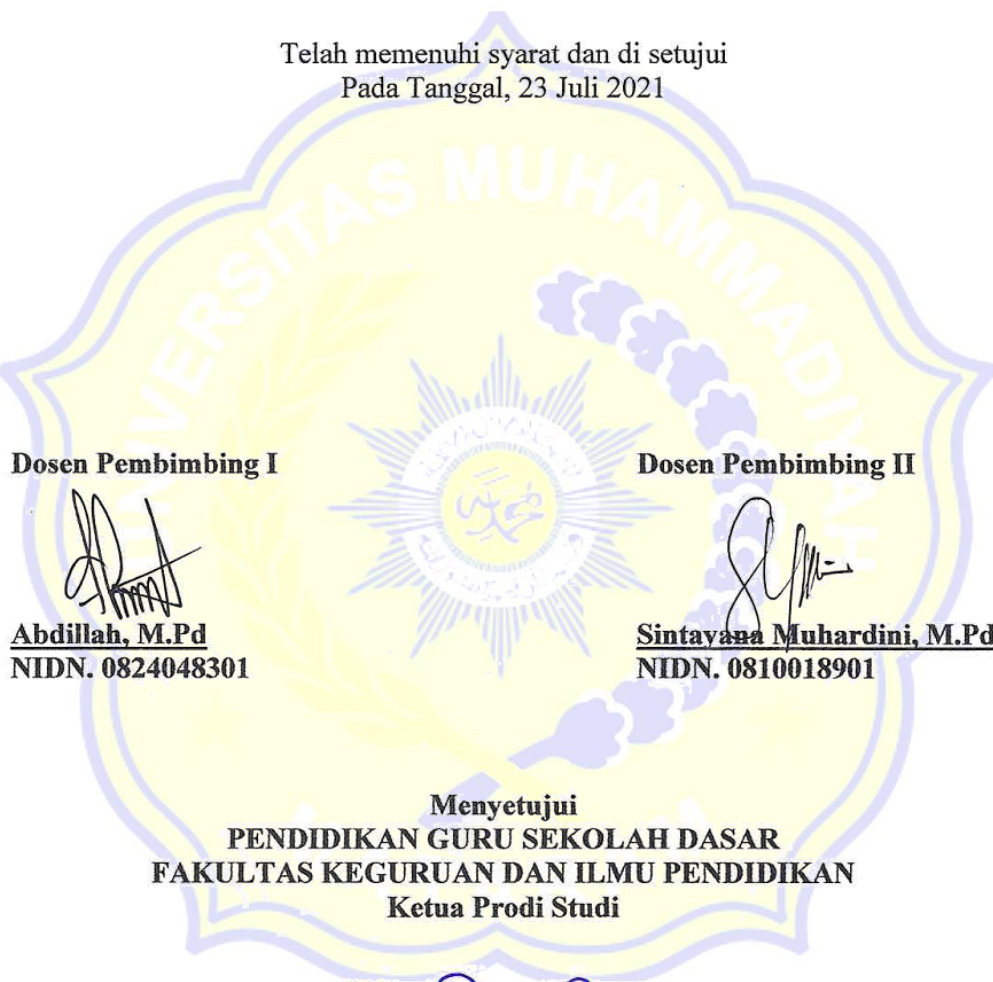 Telah memenuhi syarat dan di setujui
Pada Tanggal, 23 Juli 2021
UNIVERSITAS MUHAMMADIYAH
Dosen Pembimbing I
Dosen Pembimbing II
Abdillah, M.Pd
NIDN. 0824048301
Sintayana Muhardini, M.Pd
NIDN. 0810018901
Menyetujui
PENDIDIKAN GURU SEKOLAH DASAR
FAKULTAS KEGURUAN DAN ILMU PENDIDIKAN
Ketua Prodi Studi